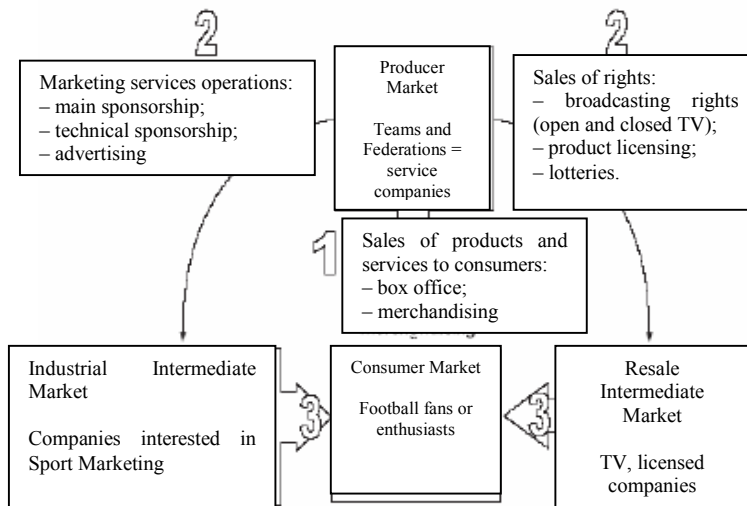 2
2
Marketing services operations:
– main sponsorship;
– technical sponsorship;
– advertising
Producer
Market
Teams and
Federations =
service
companies
Sales of rights:
– broadcasting rights
(open and closed TV);
– product licensing;
– lotteries.
1
Sales of products and
services to consumers:
– box office;
– merchandising
Industrial Intermediate
Market
Companies interested in
Sport Marketing
3
Consumer Market
Football fans or
enthusiasts
3
Resale
Intermediate
Market
TV, licensed
companies